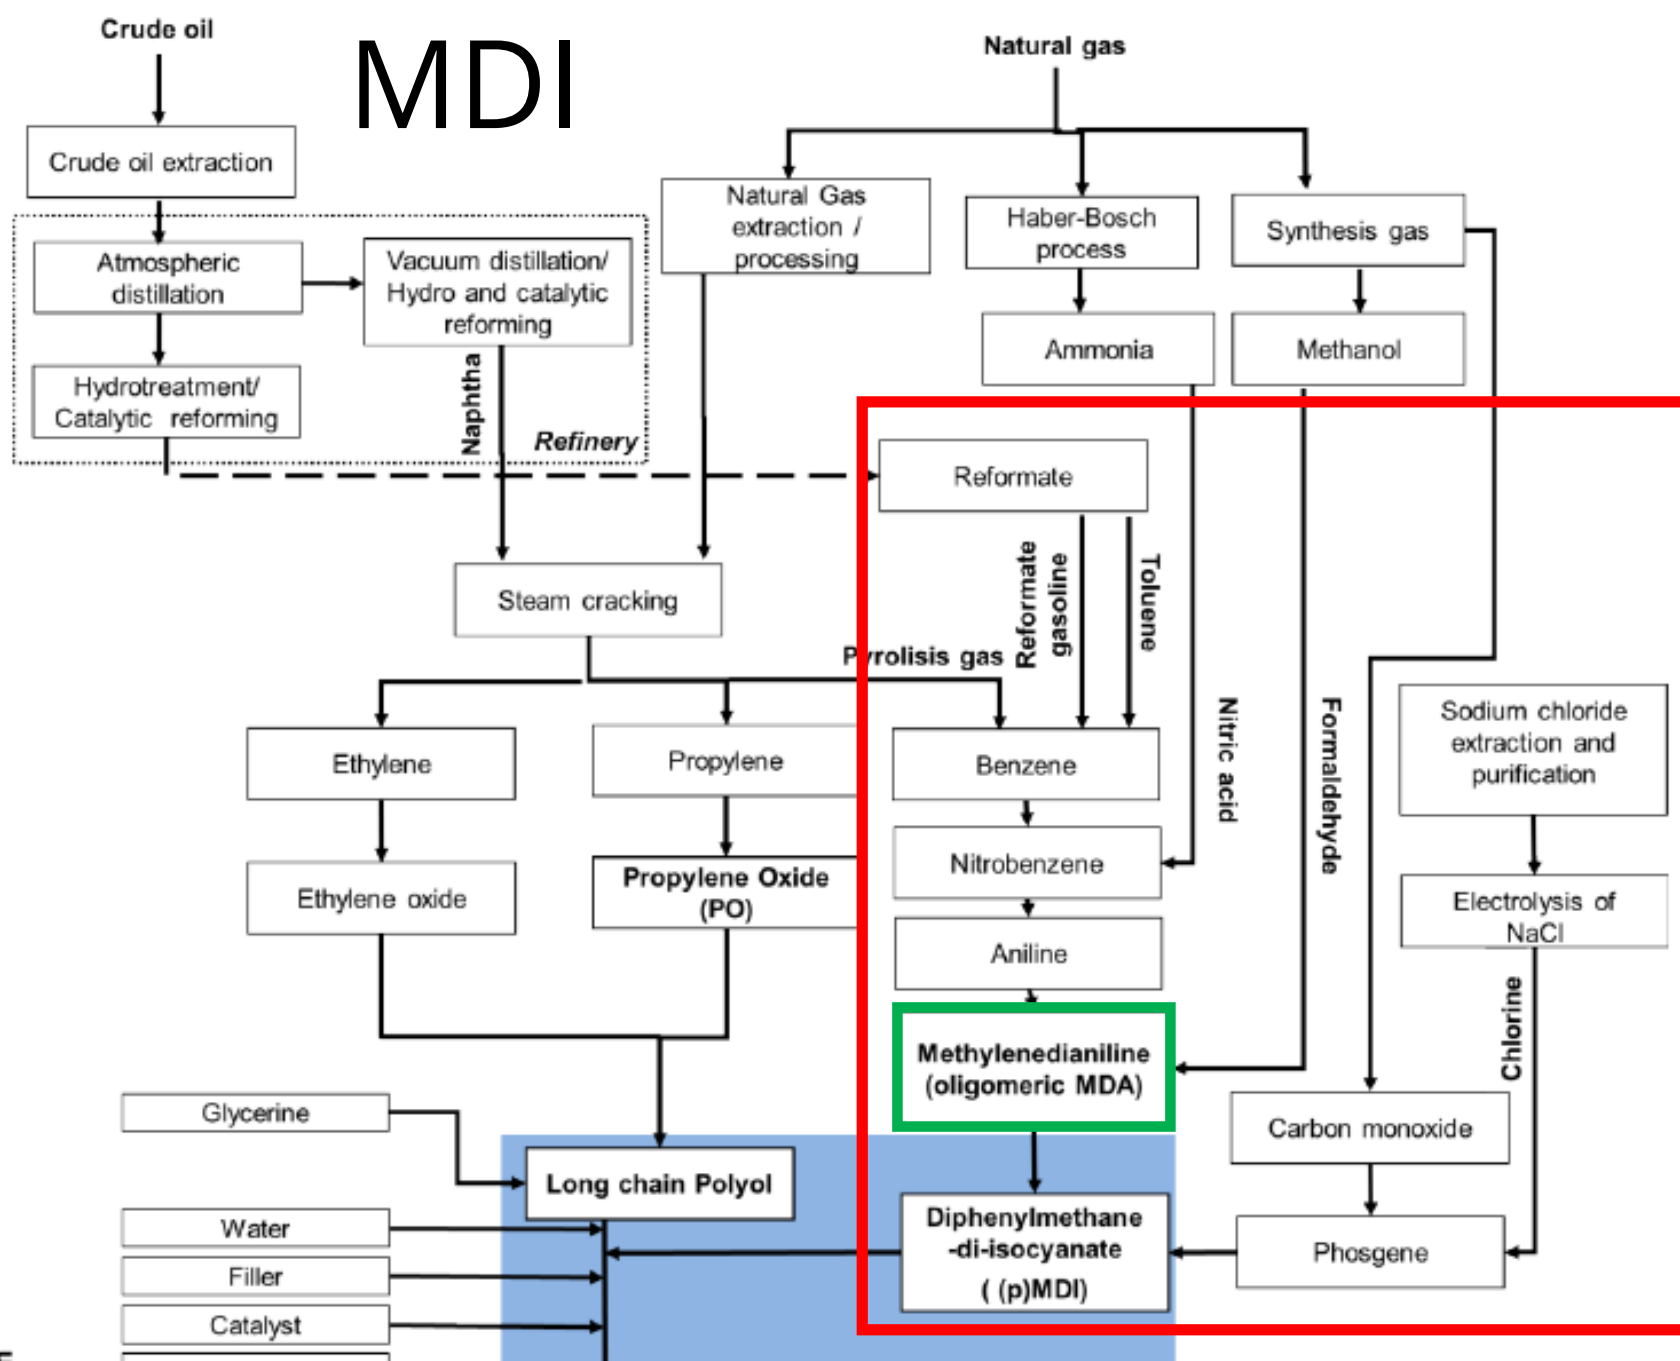 Crude oil
MDI
Natural gas
Crude oil extraction
Natural Gas
extraction /
processing
Haber-Bosch
process
Synthesis gas
Atmospheric
distillation
Vacuum distillation/
Hydro and catalytic
reforming
Ammonia
Methanol
Hydrotreatment/
Catalytic reforming
Naphtha
Refinery
Reformate
Steam cracking
Reformate
gasoline
Toluene
Pyrolisis gas
Nitric acid
Formaldehyde
Sodium chloride
extraction and
purification
Ethylene
Propylene
Benzene
Nitrobenzene
Ethylene oxide
Propylene Oxide
(PO)
Electrolysis of
NaCl
Aniline
Chlorine
Methylenedianiline
(oligomeric MDA)
Glycerine
Carbon monoxide
Long chain Polyol
Water
Diphenylmethane
-di-isocyanate
( (p)MDI)
Phosgene
Filler
Catalyst